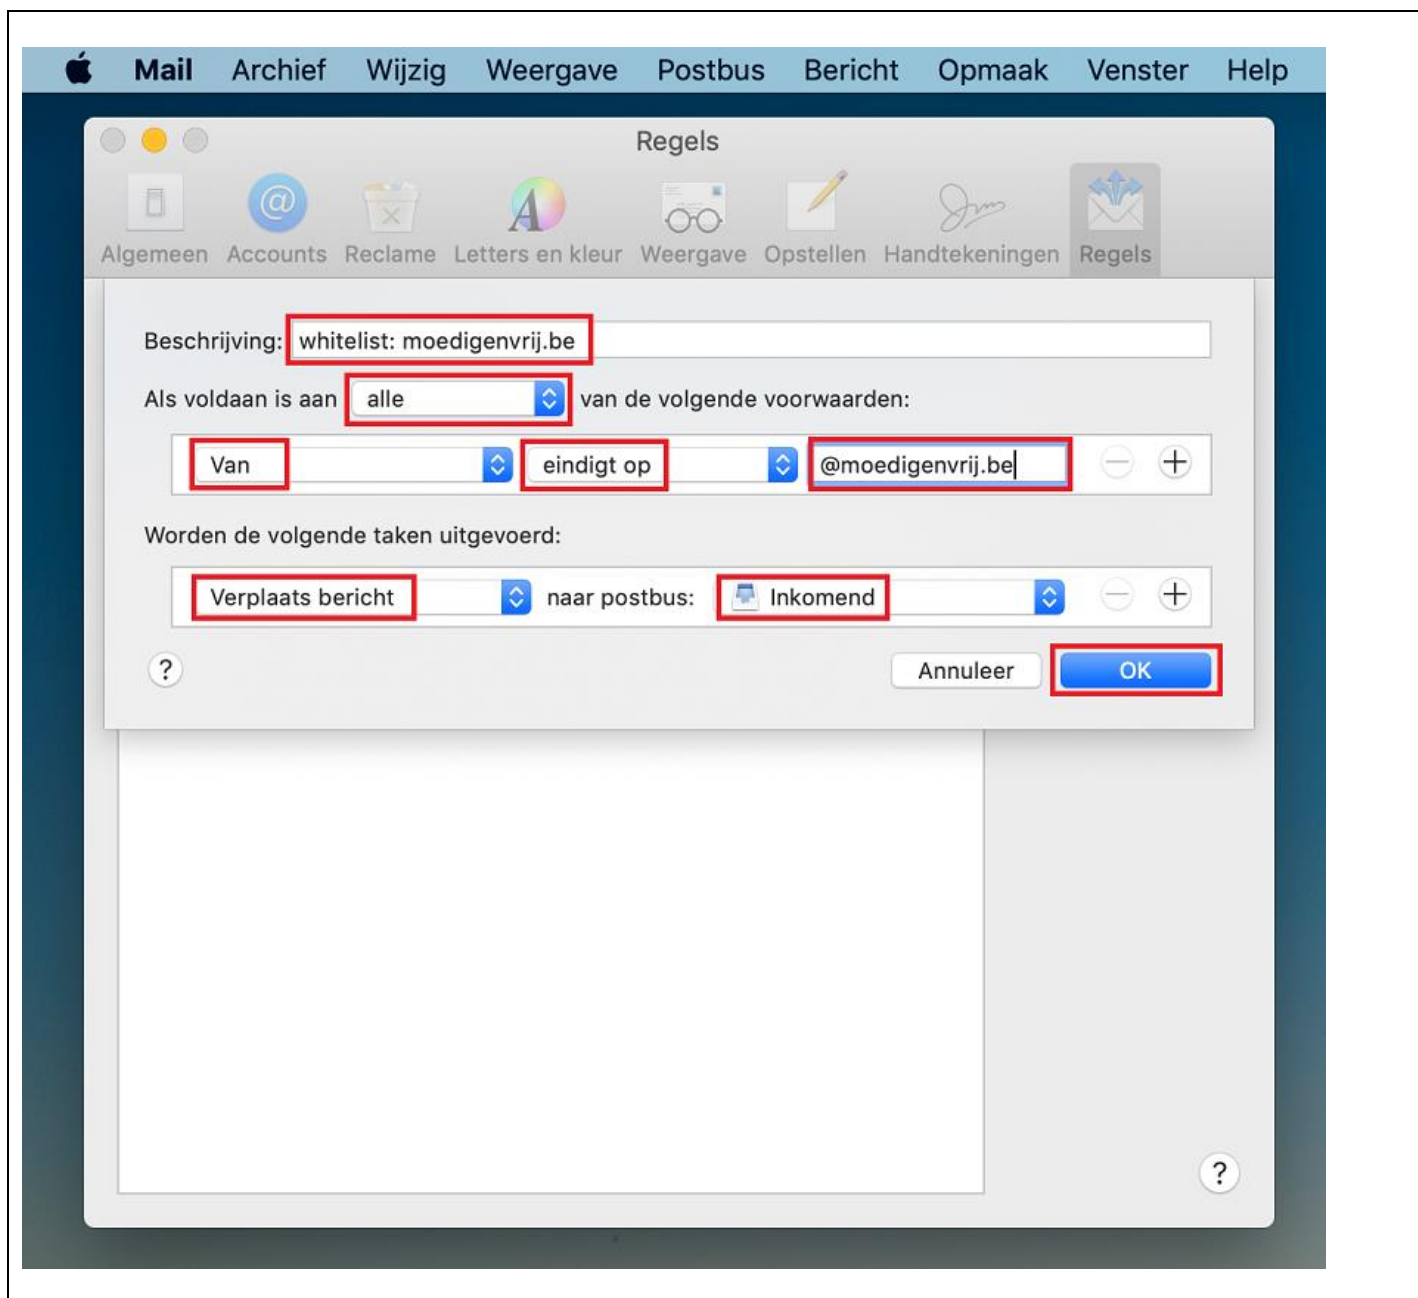 Mail Archief Wijzig Weergave Postbus Bericht Opmaak Venster Help
Regels
Algemeen Accounts Reclame Letters en kleur Weergave Opstellen Handtekeningen Regels
Beschrijving: whitelist: moedigenvrij.be
Als voldaan is aan alle van de volgende voorwaarden:
Van eindigt op @moedigenvrij.be
Worden de volgende taken uitgevoerd:
Verplaats bericht naar postbus: Inkomend
? Annuleer OK
?